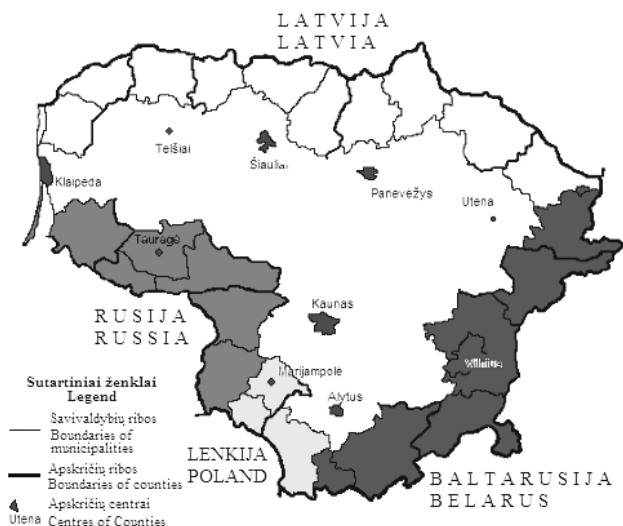 LATVIJA
LATVIA
Telšiai
Šiauliai
Klaipėda
Panevėžys
Utena
Tauragė
Kaunas
RUSIJA
RUSSIA
Vilnius
Marijampolė
Alytus
LENKIJA
POLAND
BALTARUSIJA
BELARUS
Sutartiniai ženklai
Legend
Savivaldybių ribos
Boundaries of
municipalities
Apskričių ribos
Boundaries of counties
Apskričių centrai
Utena Centres of Counties